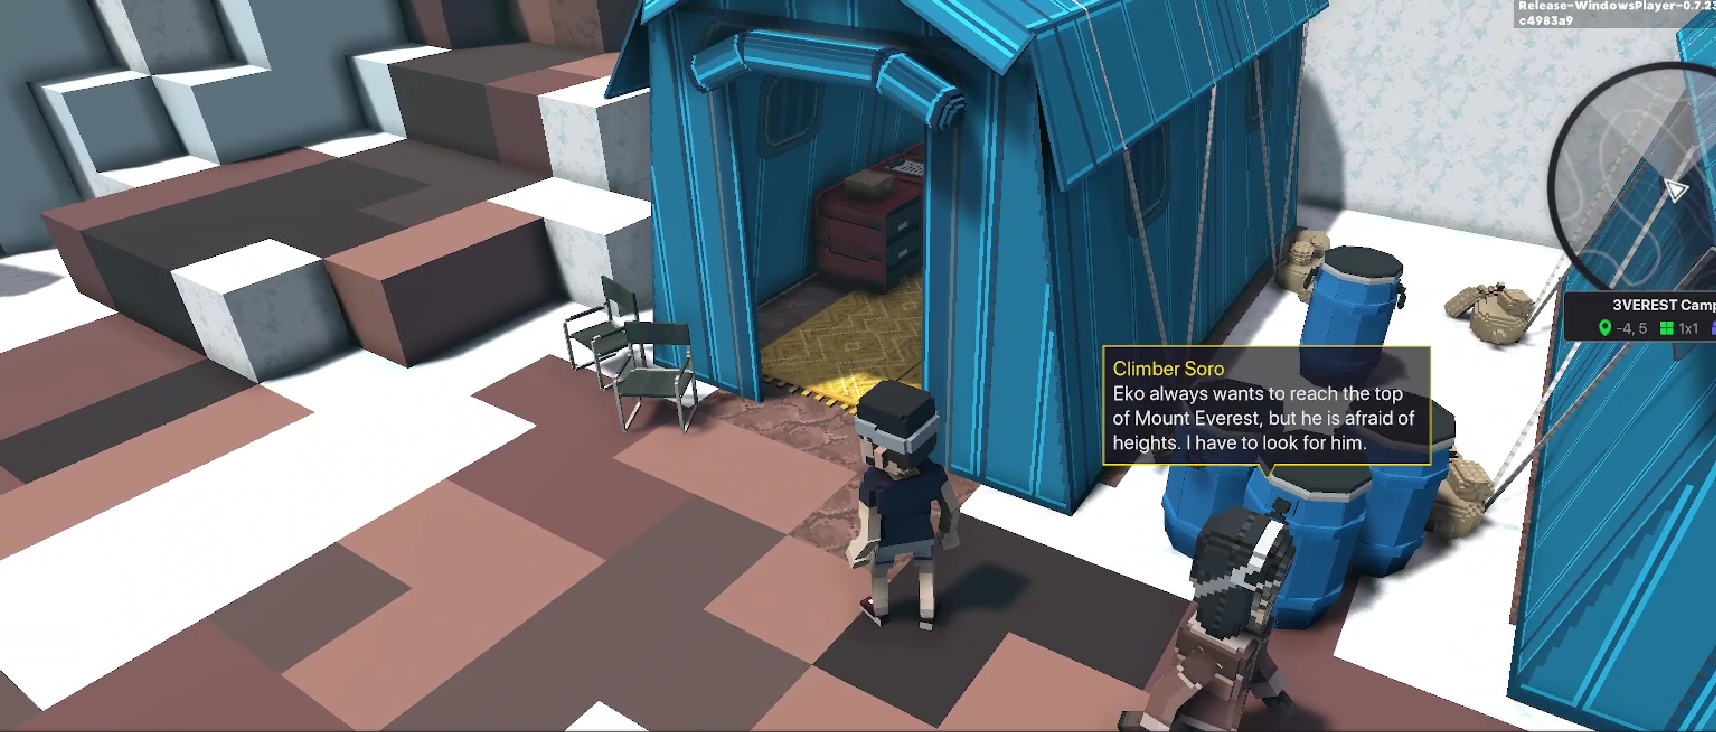 Release-WindowsPlayer-0.7.23
c4983a9
3VEREST Camp
-4, 5 1x1
Climber Soro
Eko always wants to reach the top
of Mount Everest, but he is afraid of
heights. I have to look for him.